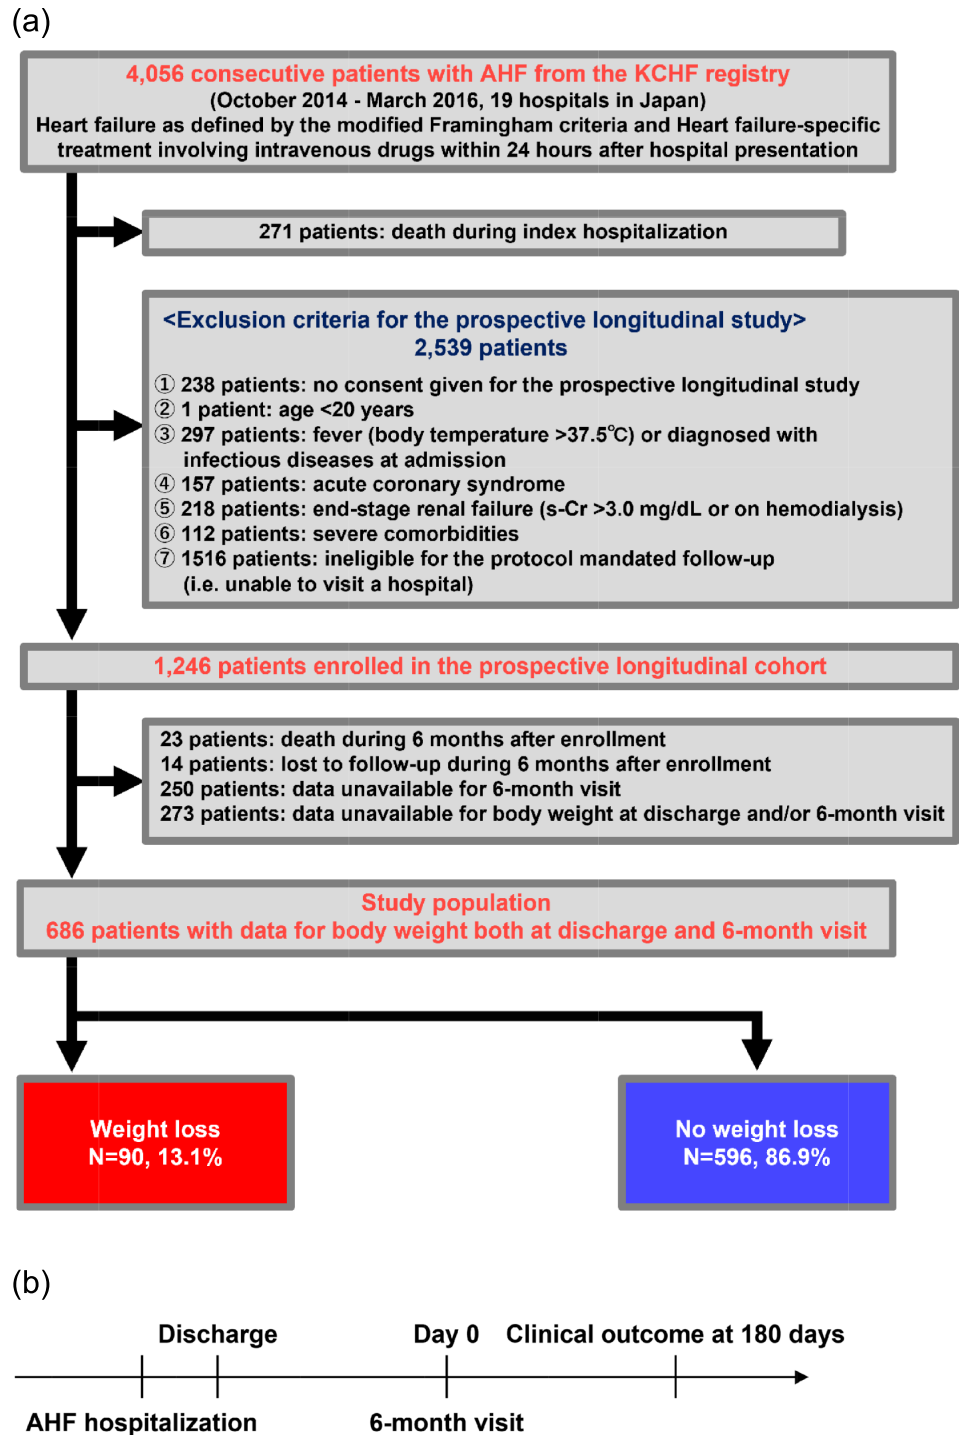 (a)
4,056 consecutive patients with AHF from the KCHF registry
(October 2014 - March 2016, 19 hospitals in Japan)
Heart failure as defined by the modified Framingham criteria and Heart failure-specific
treatment involving intravenous drugs within 24 hours after hospital presentation
271 patients: death during index hospitalization
<Exclusion criteria for the prospective longitudinal study>
2,539 patients
① 238 patients: no consent given for the prospective longitudinal study
② 1 patient: age <20 years
③ 297 patients: fever (body temperature >37.5℃) or diagnosed with
infectious diseases at admission
④ 157 patients: acute coronary syndrome
⑤ 218 patients: end-stage renal failure (s-Cr >3.0 mg/dL or on hemodialysis)
⑥ 112 patients: severe comorbidities
⑦ 1516 patients: ineligible for the protocol mandated follow-up
(i.e. unable to visit a hospital)
1,246 patients enrolled in the prospective longitudinal cohort
23 patients: death during 6 months after enrollment
14 patients: lost to follow-up during 6 months after enrollment
250 patients: data unavailable for 6-month visit
273 patients: data unavailable for body weight at discharge and/or 6-month visit
Study population
686 patients with data for body weight both at discharge and 6-month visit
Weight loss
N=90, 13.1%
No weight loss
N=596, 86.9%
(b)
Discharge
Day 0
Clinical outcome at 180 days
AHF hospitalization
6-month visit